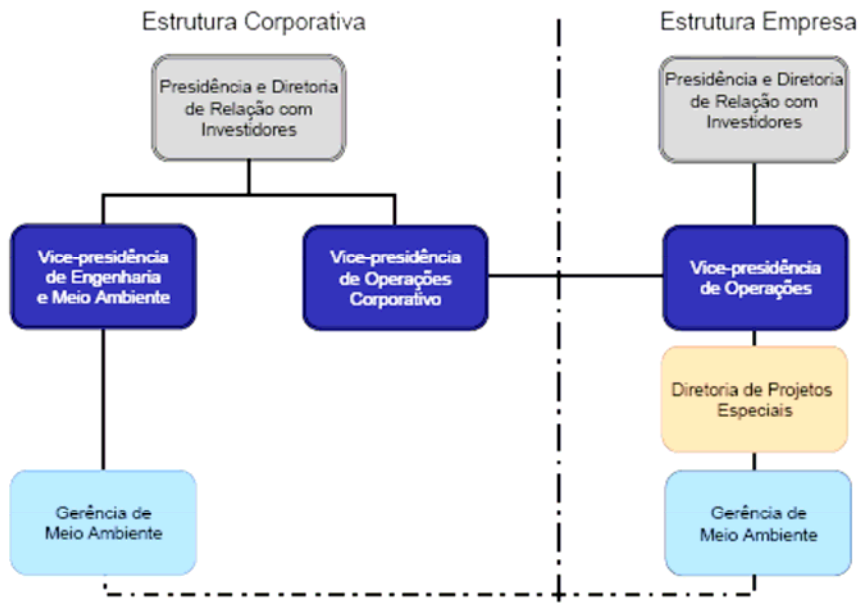 Estrutura Corporativa
Estrutura Empresa
Presidência e Diretoria
de Relação com
Investidores
Presidência e Diretoria
de Relação com
Investidores
Vice-presidência
de Engenharia
e Meio Ambiente
Vice-presidência
de Operações
Corporativo
Vice-presidência
de Operações
Diretoria de Projetos
Especiais
Gerência de
Meio Ambiente
Gerência de
Meio Ambiente